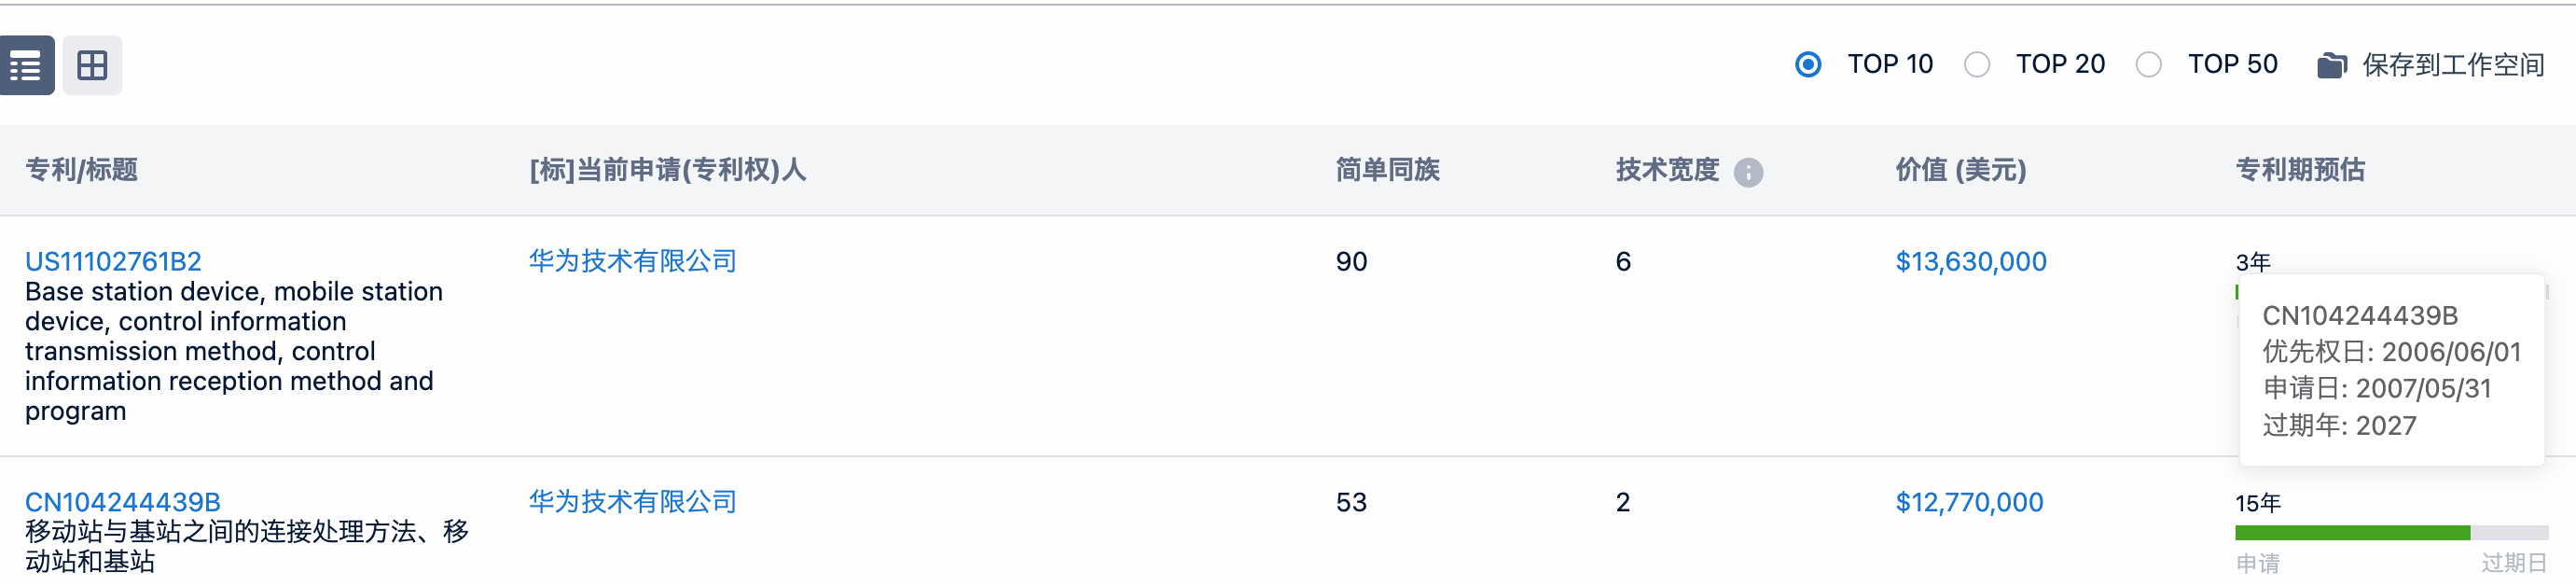 TOP 10 TOP 20 TOP 50 保存到工作空间
专利/标题 [标]当前申请(专利权)人 简单同族 技术宽度 价值 (美元) 专利期预估
US11102761B2 华为技术有限公司 90 6 $13,630,000 3年
Base station device, mobile station
device, control information
transmission method, control
information reception method and
program
CN104244439B
优先权日: 2006/06/01
申请日: 2007/05/31
过期年: 2027
CN104244439B 华为技术有限公司 53 2 $12,770,000 15年
移动站与基站之间的连接处理方法、移
动站和基站
申请 过期日